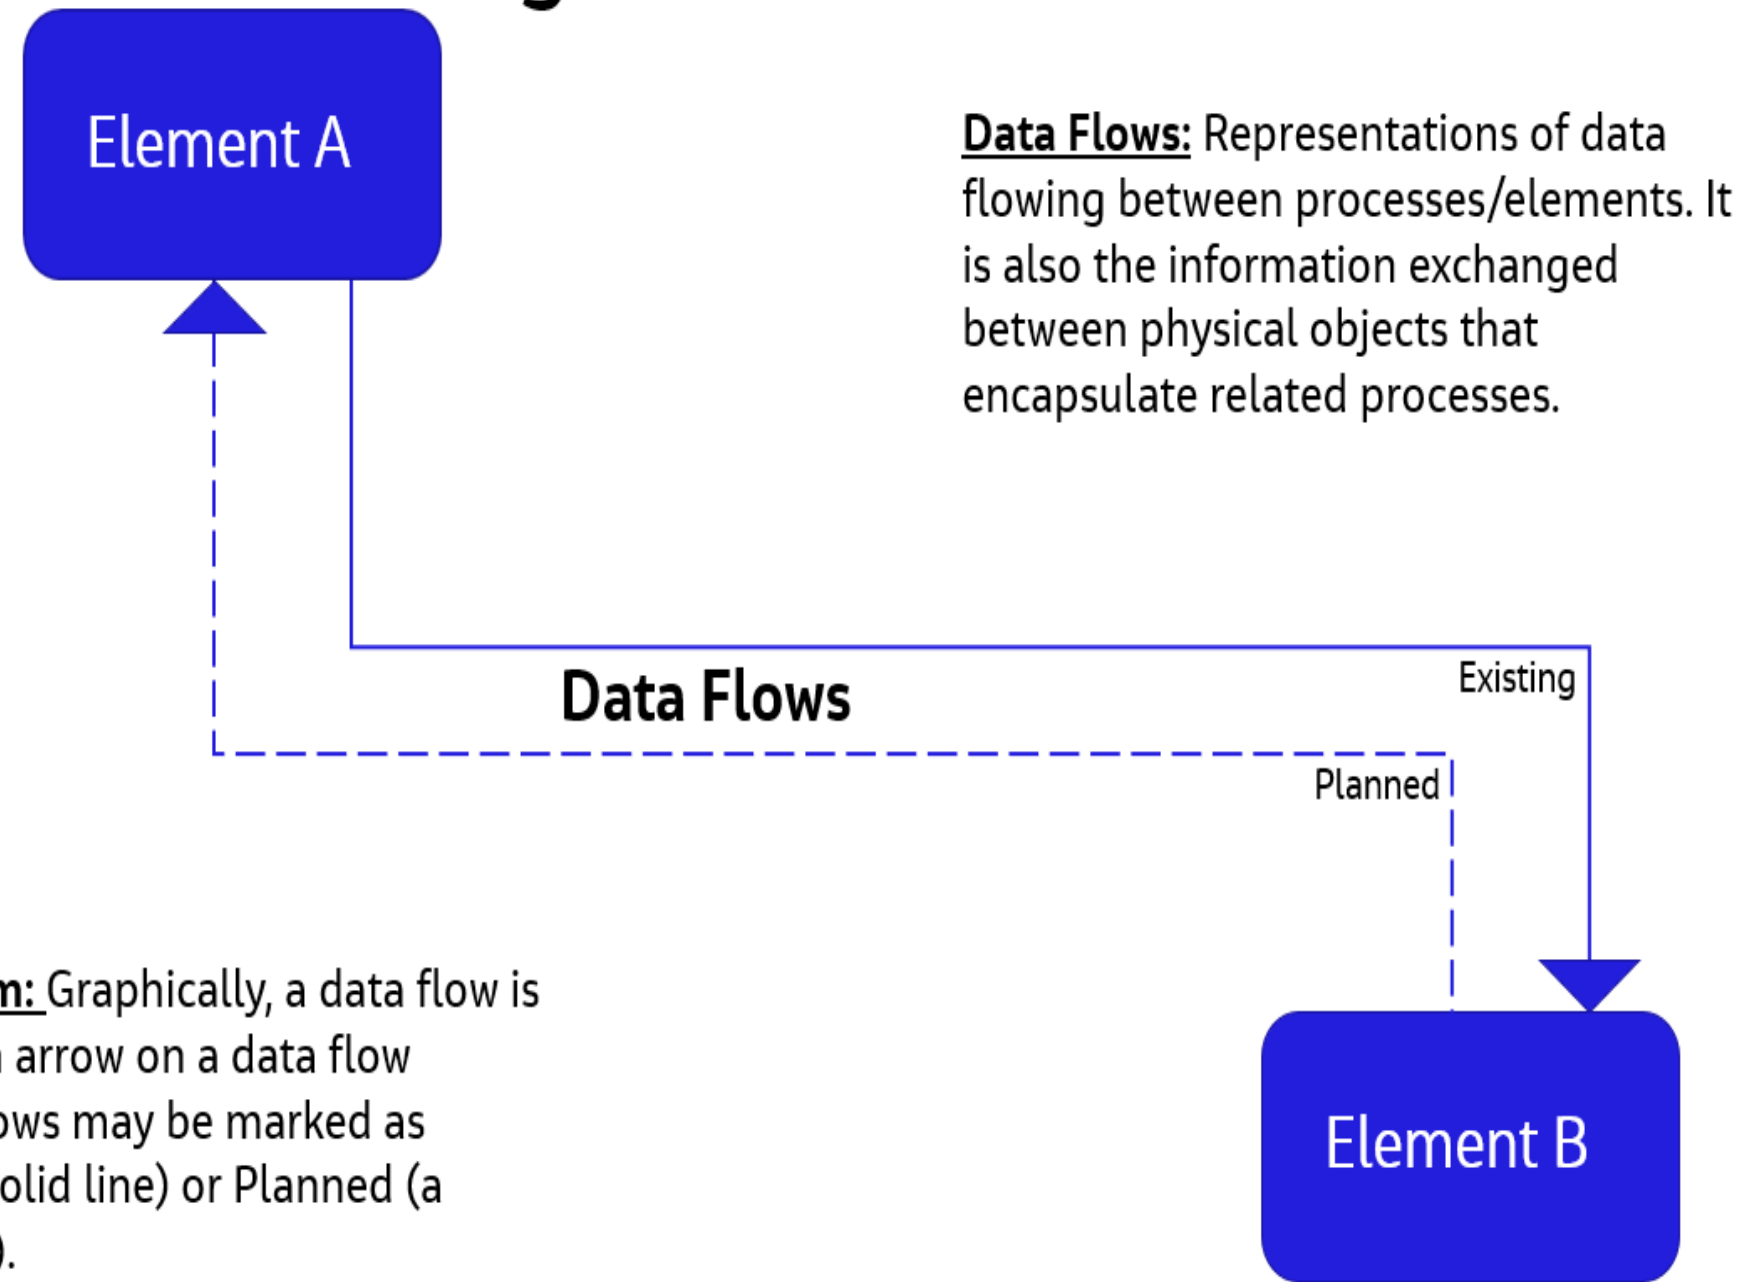 Element A
Data Flows: Representations of data
flowing between processes/elements. It
is also the information exchanged
between physical objects that
encapsulate related processes.
Existing
Data Flows
Planned
Graphically, a data flow is
arrow on a data flow
may be marked as
line) or Planned (a
).
Element B